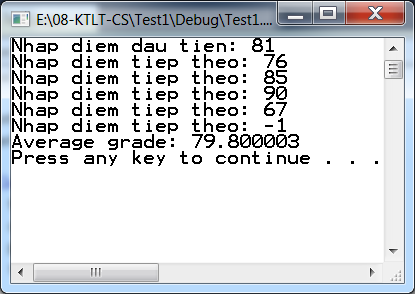 E:\08-KTLT-CS\Test1\Debug\Test1....
Nhap diem dau tien: 81
Nhap diem tiep theo: 76
Nhap diem tiep theo: 85
Nhap diem tiep theo: 90
Nhap diem tiep theo: 67
Nhap diem tiep theo: -1
Average grade: 79.800003
Press any key to continue . . .